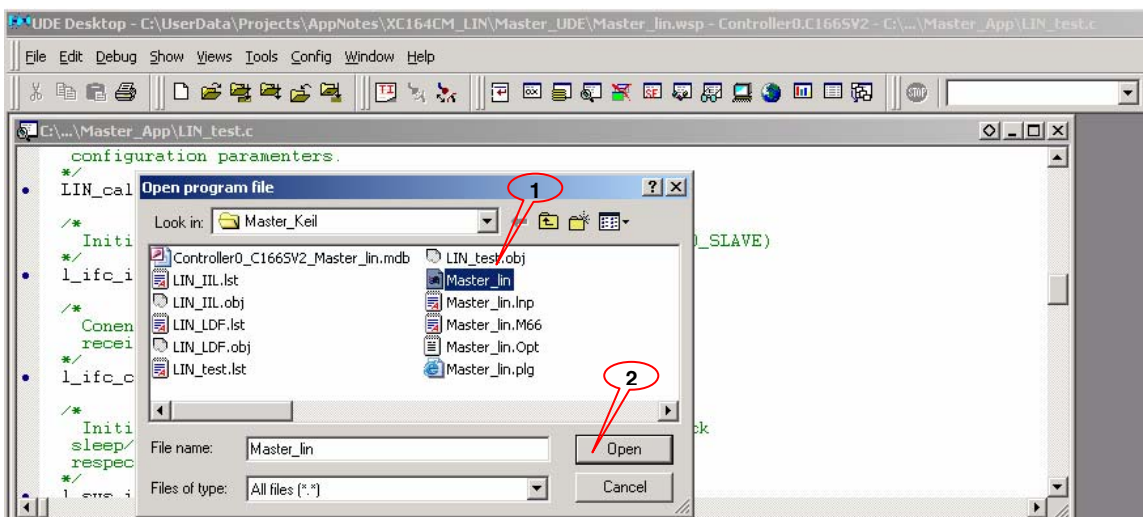 UDE Desktop - C:\UserData\Projects\AppNotes\XC164CM_LIN\Master_UDE\Master_lin.wsp - Controller0.C166SV2 - C:\...\Master_App\LIN_test.c
File Edit Debug Show Views Tools Config Window Help
STOP
C:\...\Master_App\LIN_test.c
configuration paramenters.
*/
LIN_cal
Open program file
1
/*
Look in: Master_Keil
Initi
_SLAVE)
*/
l_ifc_i
Controller0_C166SV2_Master_lin.mdb
LIN_IIL.lst
LIN_IIL.obj
LIN_LDF.lst
LIN_LDF.obj
LIN_test.lst
LIN_test.obj
Master_lin
Master_lin.lnp
Master_lin.M66
Master_lin.Opt
Master_lin.plg
/*
Conen
recei
*/
l_ifc_c
2
/*
Initi
ck
sleep/
respec
*/
File name: Master_lin
Open
Files of type: All files (*.*)
Cancel
l_sys_i